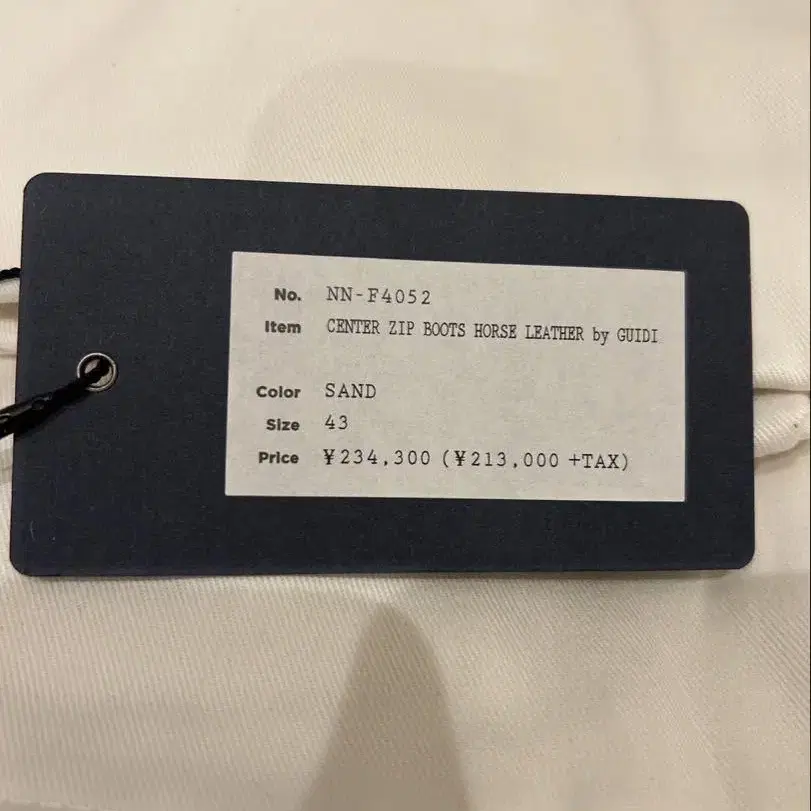 No. NN-F4052
Item CENTER ZIP BOOTS HORSE LEATHER by GUIDI
Color SAND
Size 43
Price ¥234,300 (¥213,000 +TAX)